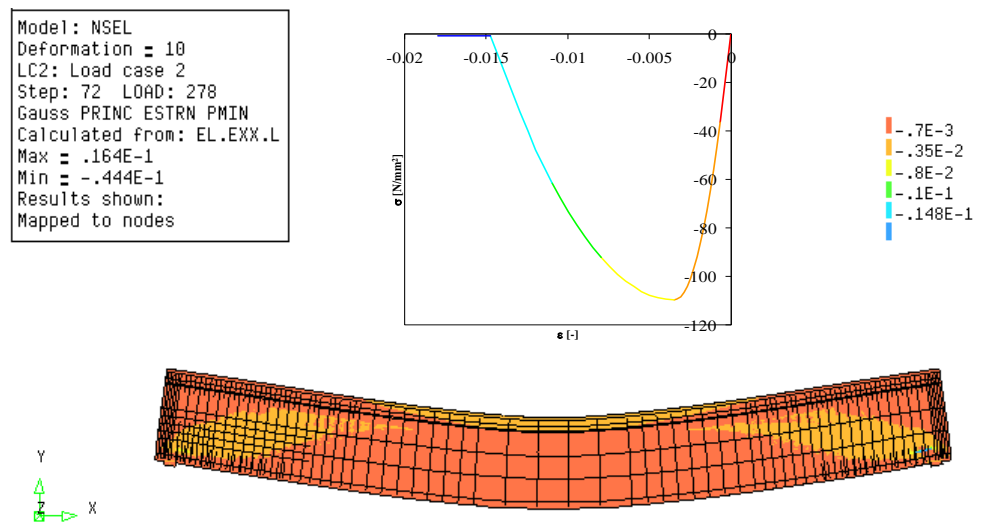 Model: NSEL
Deformation = 10
LC2: Load case 2
Step: 72 LOAD: 278
Gauss PRINC ESTRN PMIN
Calculated from: EL.EXX.L
Max = .164E-1
Min = -.444E-1
Results shown:
Mapped to nodes
0
-0.02 -0.015 -0.01 -0.005 0
-20
-40
-60
-80
-100
-120
σ [N/mm²]
ε [-]
-.7E-3
-.35E-2
-.8E-2
-.1E-1
-.148E-1
Y
Z X